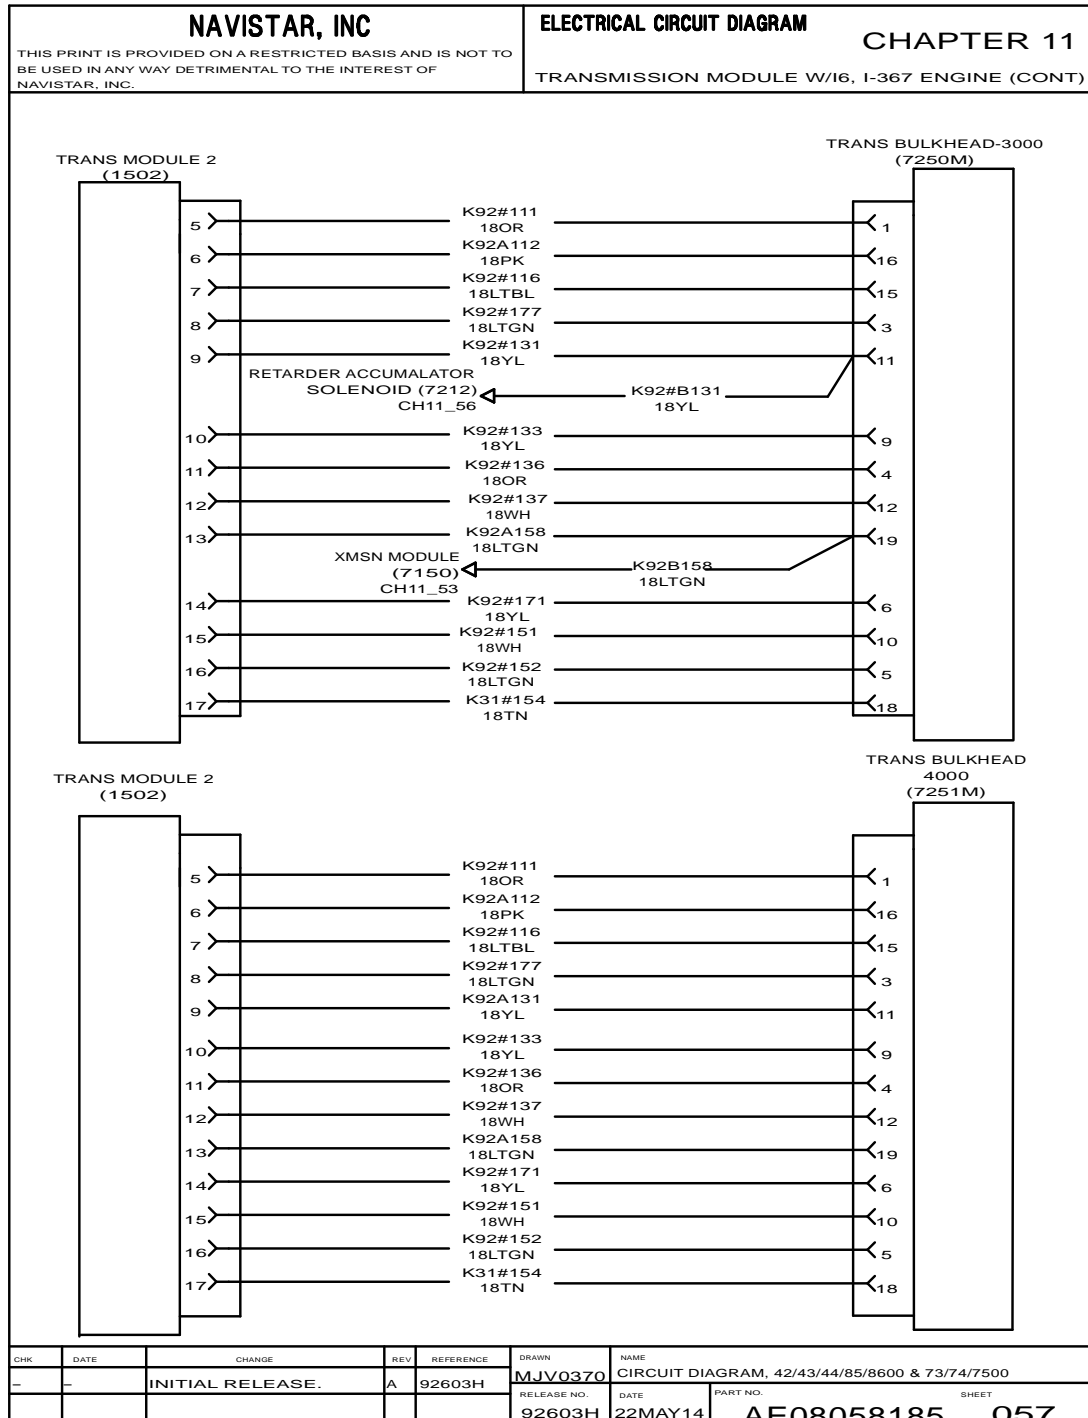 NAVISTAR, INC
THIS PRINT IS PROVIDED ON A RESTRICTED BASIS AND IS NOT TO
BE USED IN ANY WAY DETRIMENTAL TO THE INTEREST OF
NAVISTAR, INC.
ELECTRICAL CIRCUIT DIAGRAM
CHAPTER 11
TRANSMISSION MODULE W/I6, I-367 ENGINE (CONT)
TRANS MODULE 2
(1502)
TRANS BULKHEAD-3000
(7250M)
5 K92#111 1
18OR
6 K92A112 16
18PK
7 K92#116 15
18LTBL
8 K92#177 3
18LTGN
9 K92#131 11
18YL
RETARDER ACCUMALATOR
SOLENOID (7212) K92#B131
CH11_56 18YL
10 K92#133 9
18YL
11 K92#136 4
18OR
12 K92#137 12
18WH
13 K92A158 19
18LTGN
XMSN MODULE
(7150) K92B158
CH11_53 18LTGN
14 K92#171 6
18YL
15 K92#151 10
18WH
16 K92#152 5
18LTGN
17 K31#154 18
18TN
TRANS MODULE 2
(1502)
TRANS BULKHEAD
4000
(7251M)
5 K92#111 1
18OR
6 K92A112 16
18PK
7 K92#116 15
18LTBL
8 K92#177 3
18LTGN
9 K92A131 11
18YL
10 K92#133 9
18YL
11 K92#136 4
18OR
12 K92#137 12
18WH
13 K92A158 19
18LTGN
14 K92#171 6
18YL
15 K92#151 10
18WH
16 K92#152 5
18LTGN
17 K31#154 18
18TN
CHK DATE CHANGE REV REFERENCE
– – INITIAL RELEASE. A 92603H
DRAWN NAME
MJV0370 CIRCUIT DIAGRAM, 42/43/44/85/8600 & 73/74/7500
RELEASE NO. DATE PART NO. SHEET
92603H 22MAY14 AE08058185 057